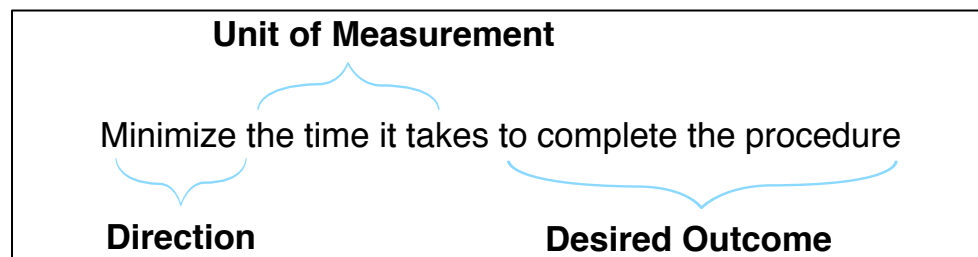 Unit of Measurement
Minimize the time it takes to complete the procedure
Direction Desired Outcome